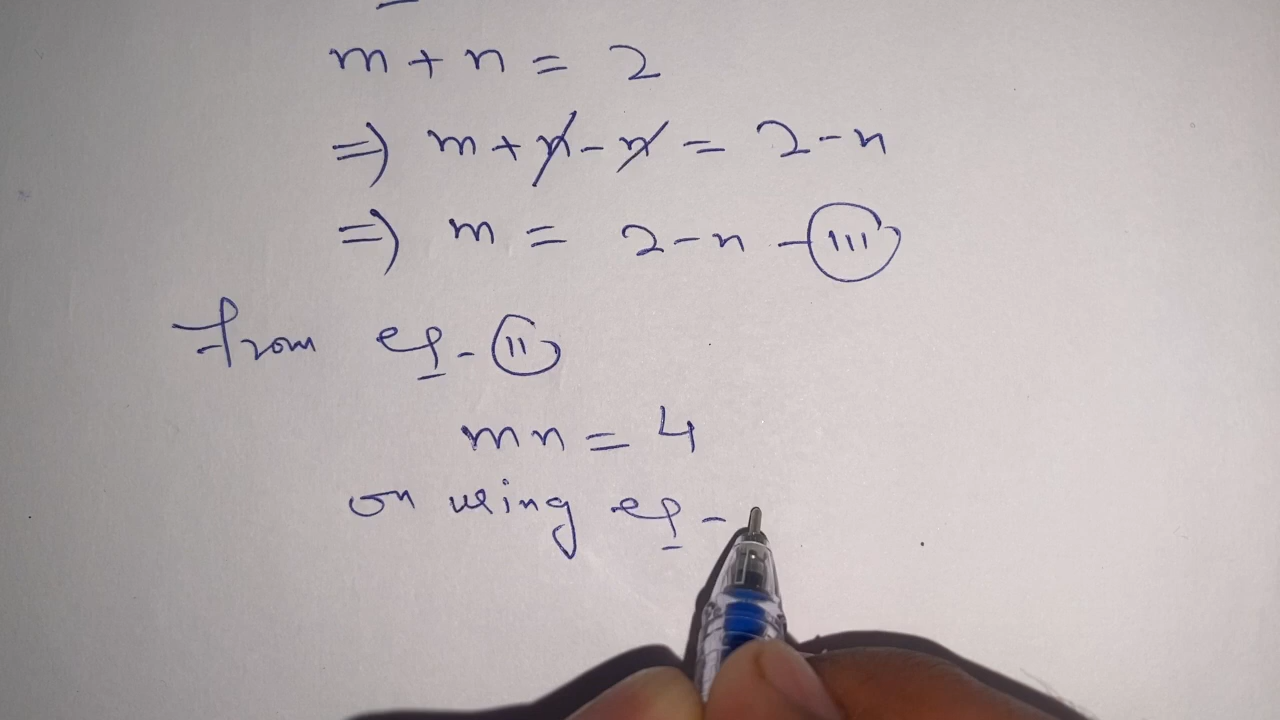 m + n = 2
=) m + n - n = 2 - n
=) m = 2 - n - (III)
From eq - (II)
mn = 4
on using eq -